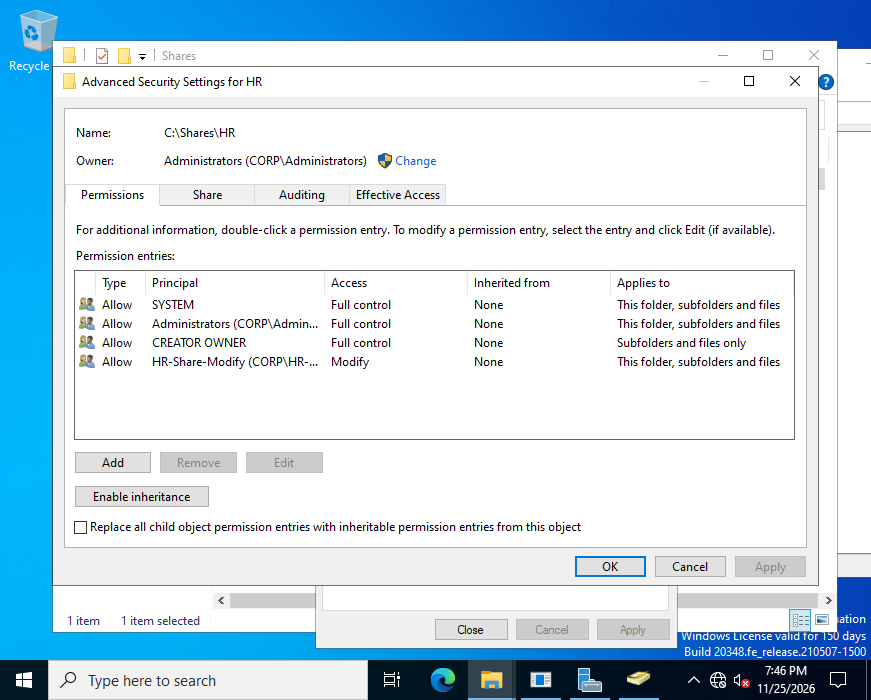 Recycle
Shares
Advanced Security Settings for HR
?
Name: C:\Shares\HR
Owner: Administrators (CORP\Administrators) Change
Permissions Share Auditing Effective Access
For additional information, double-click a permission entry. To modify a permission entry, select the entry and click Edit (if available).
Permission entries:
Type Principal Access Inherited from Applies to
Allow SYSTEM Full control None This folder, subfolders and files
Allow Administrators (CORP\Admin... Full control None This folder, subfolders and files
Allow CREATOR OWNER Full control None Subfolders and files only
Allow HR-Share-Modify (CORP\HR-... Modify None This folder, subfolders and files
Add Remove Edit
Enable inheritance
Replace all child object permission entries with inheritable permission entries from this object
OK Cancel Apply
1 item 1 item selected
Close Cancel Apply
uation
Windows License valid for 150 days
Build 20348.fe_release.210507-1500
Type here to search
7:46 PM
11/25/2026